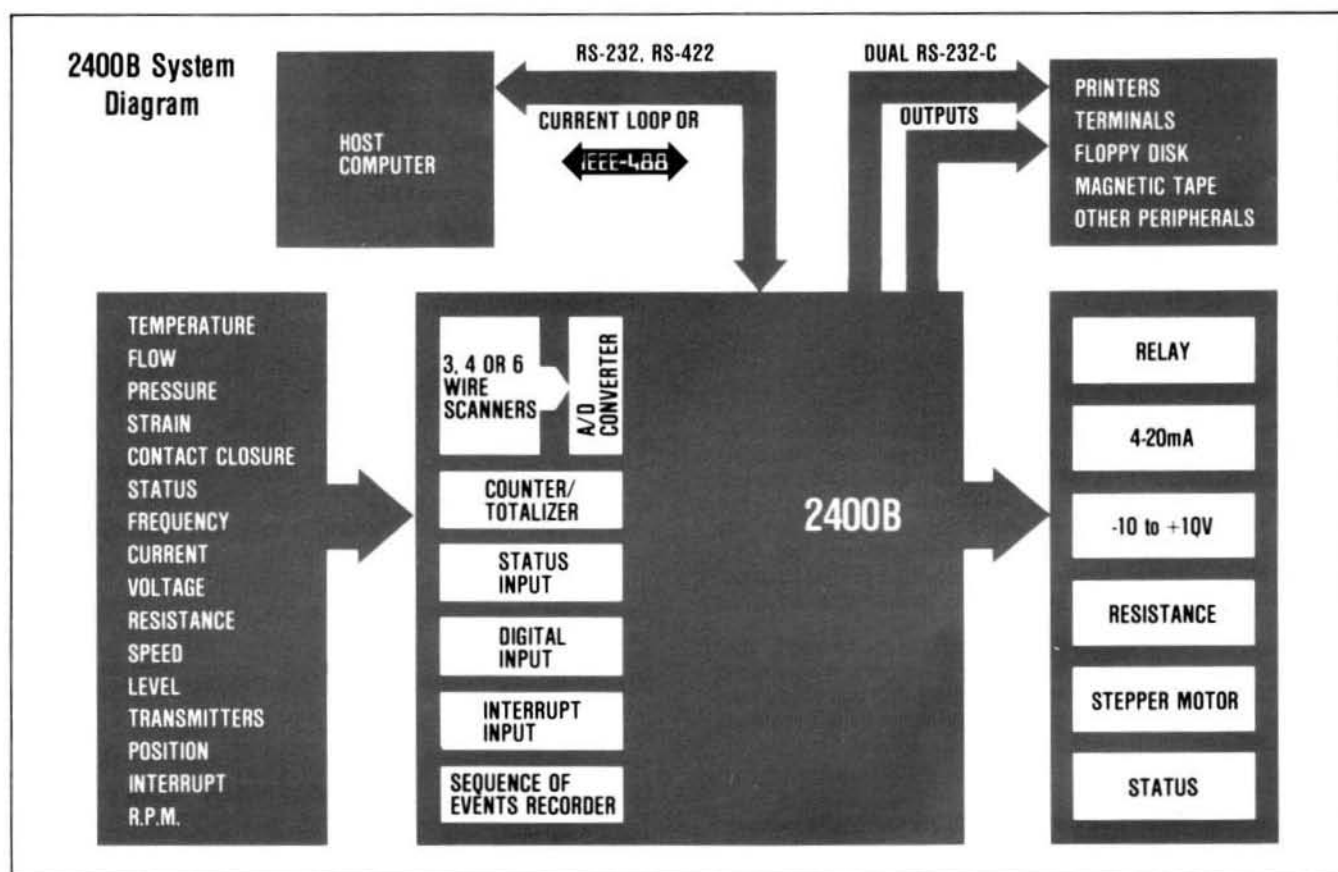 2400B System
Diagram
HOST
COMPUTER
RS-232, RS-422
CURRENT LOOP OR
IEEE-488
DUAL RS-232-C
OUTPUTS
PRINTERS
TERMINALS
FLOPPY DISK
MAGNETIC TAPE
OTHER PERIPHERALS
TEMPERATURE
FLOW
PRESSURE
STRAIN
CONTACT CLOSURE
STATUS
FREQUENCY
CURRENT
VOLTAGE
RESISTANCE
SPEED
LEVEL
TRANSMITTERS
POSITION
INTERRUPT
R.P.M.
3, 4 OR 6
WIRE
SCANNERS
A/D
CONVERTER
COUNTER/
TOTALIZER
STATUS
INPUT
DIGITAL
INPUT
INTERRUPT
INPUT
SEQUENCE OF
EVENTS RECORDER
2400B
RELAY
4-20mA
-10 to +10V
RESISTANCE
STEPPER MOTOR
STATUS